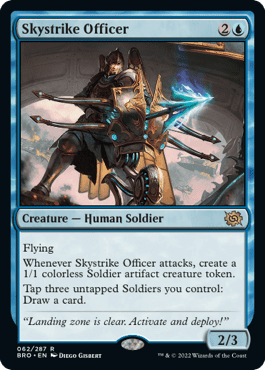 Skystrike Officer 2
Creature — Human Soldier
Flying
Whenever Skystrike Officer attacks, create a
1/1 colorless Soldier artifact creature token.
Tap three untapped Soldiers you control:
Draw a card.
“Landing zone is clear. Activate and deploy!”
2/3
062/287 R
BRO • EN DIEGO GISBERT ™ & © 2022 Wizards of the Coast